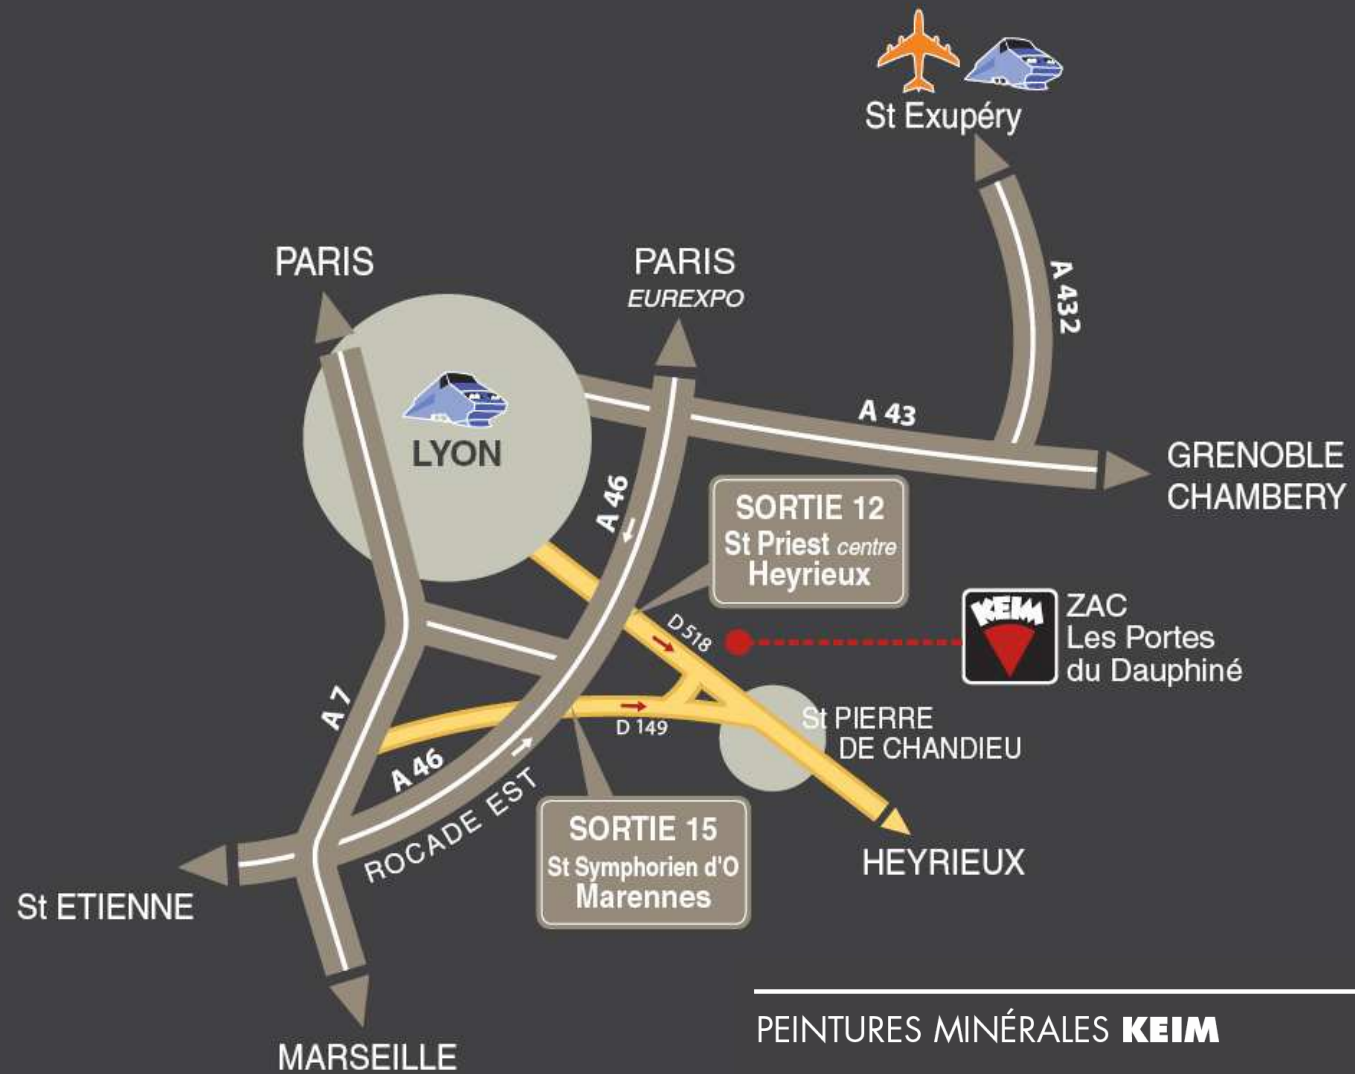 St Exupéry
PARIS
PARIS
EUREXPO
A 432
A 43
LYON
GRENOBLE
CHAMBERY
A 46
SORTIE 12
St Priest centre
Heyrieux
KEIM
ZAC
Les Portes
du Dauphiné
D 518
A 7
D 149
St PIERRE
DE CHANDIEU
A 46
ROCADE EST
SORTIE 15
St Symphorien d'O
Marennes
HEYRIEUX
St ETIENNE
MARSEILLE
PEINTURES MINÉRALES KEIM